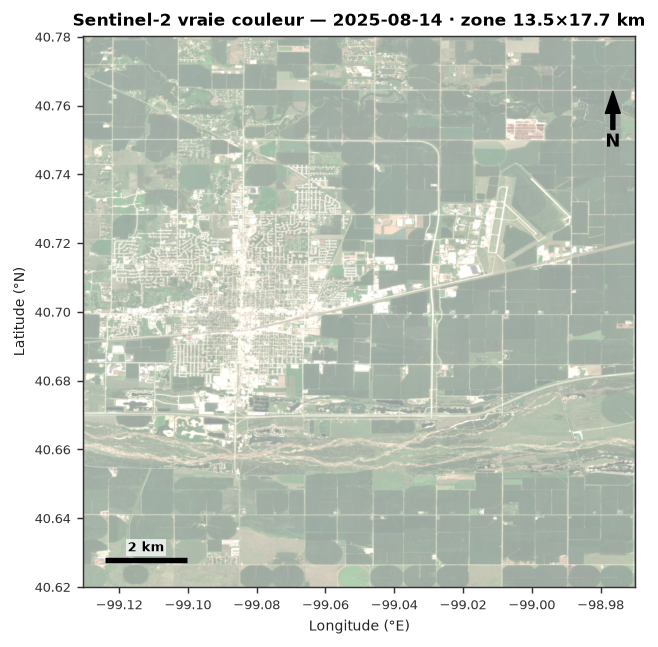 Sentinel-2 vraie couleur — 2025-08-14 · zone 13.5×17.7 km
40.78
40.76
40.74
40.72
40.70
40.68
40.66
40.64
40.62
Latitude (°N)
N
2 km
−99.12 −99.10 −99.08 −99.06 −99.04 −99.02 −99.00 −98.98
Longitude (°E)